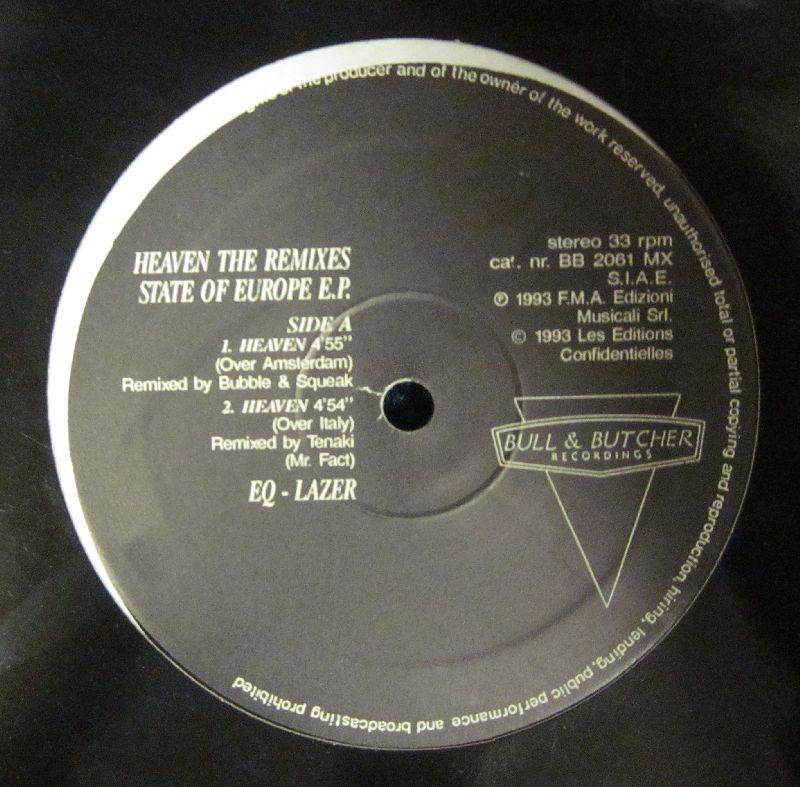 of the producer and of the owner of the work reserved, unauthorised total or partial copying and reproduction, hiring, lending, public performance and broadcasting prohibited
HEAVEN THE REMIXES
STATE OF EUROPE E.P.
SIDE A
1. HEAVEN 4'55"
(Over Amsterdam)
Remixed by Bubble & Squeak
2. HEAVEN 4'54"
(Over Italy)
Remixed by Tenaki
(Mr. Fact)
EQ - LAZER
stereo 33 rpm
cat. nr. BB 2061 MX
S.I.A.E.
℗ 1993 F.M.A. Edizioni
Musicali Srl.
© 1993 Les Editions
Confidentielles
BULL & BUTCHER
RECORDINGS